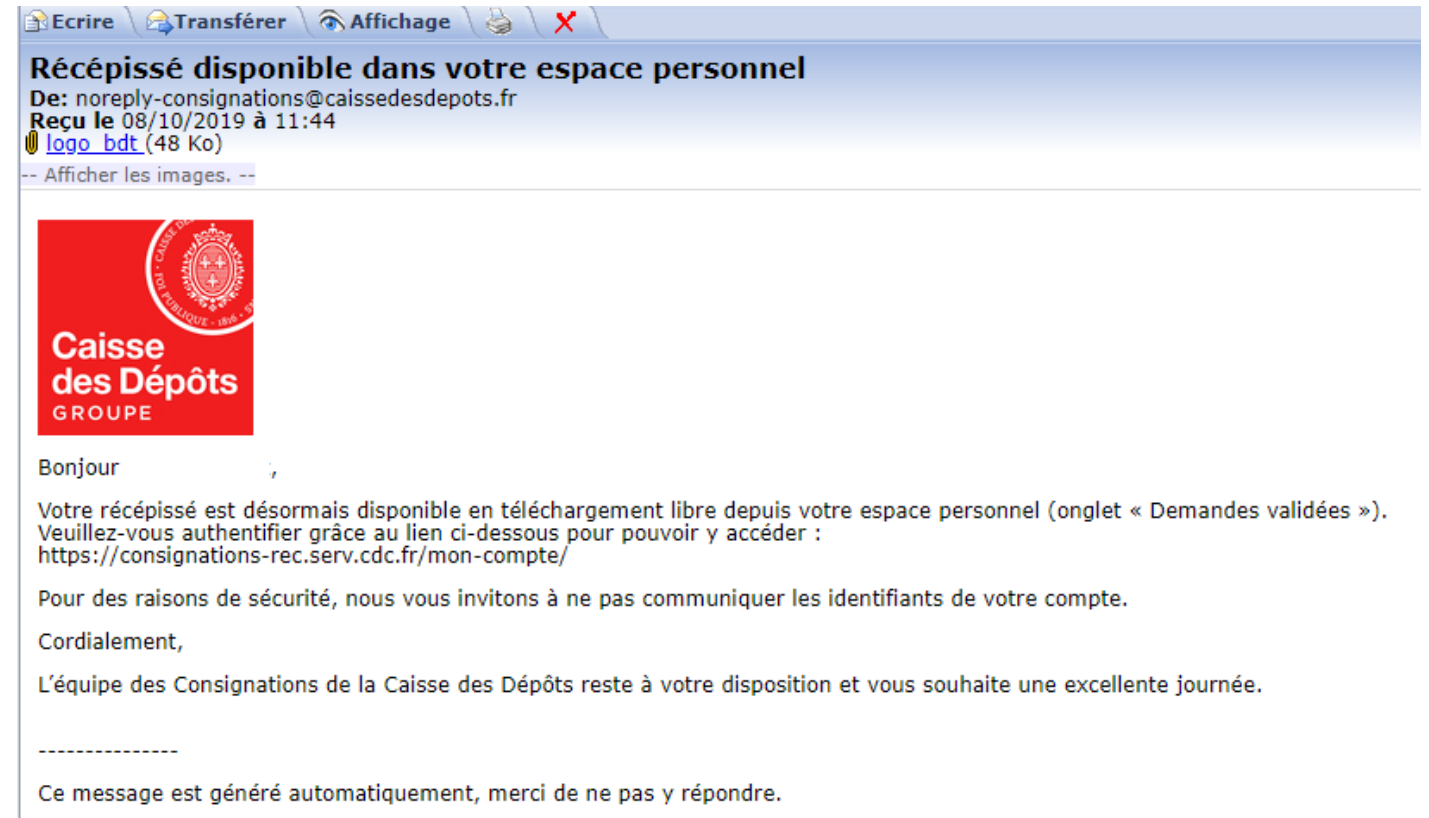 Ecrire Transférer Affichage
Récépissé disponible dans votre espace personnel
De: noreply-consignations@caissedesdepots.fr
Reçu le 08/10/2019 à 11:44
logo_bdt (48 Ko)
-- Afficher les images. --
Caisse
des Dépôts
GROUPE
Bonjour ,
Votre récépissé est désormais disponible en téléchargement libre depuis votre espace personnel (onglet « Demandes validées »).
Veuillez-vous authentifier grâce au lien ci-dessous pour pouvoir y accéder :
https://consignations-rec.serv.cdc.fr/mon-compte/
Pour des raisons de sécurité, nous vous invitons à ne pas communiquer les identifiants de votre compte.
Cordialement,
L'équipe des Consignations de la Caisse des Dépôts reste à votre disposition et vous souhaite une excellente journée.
---------------
Ce message est généré automatiquement, merci de ne pas y répondre.